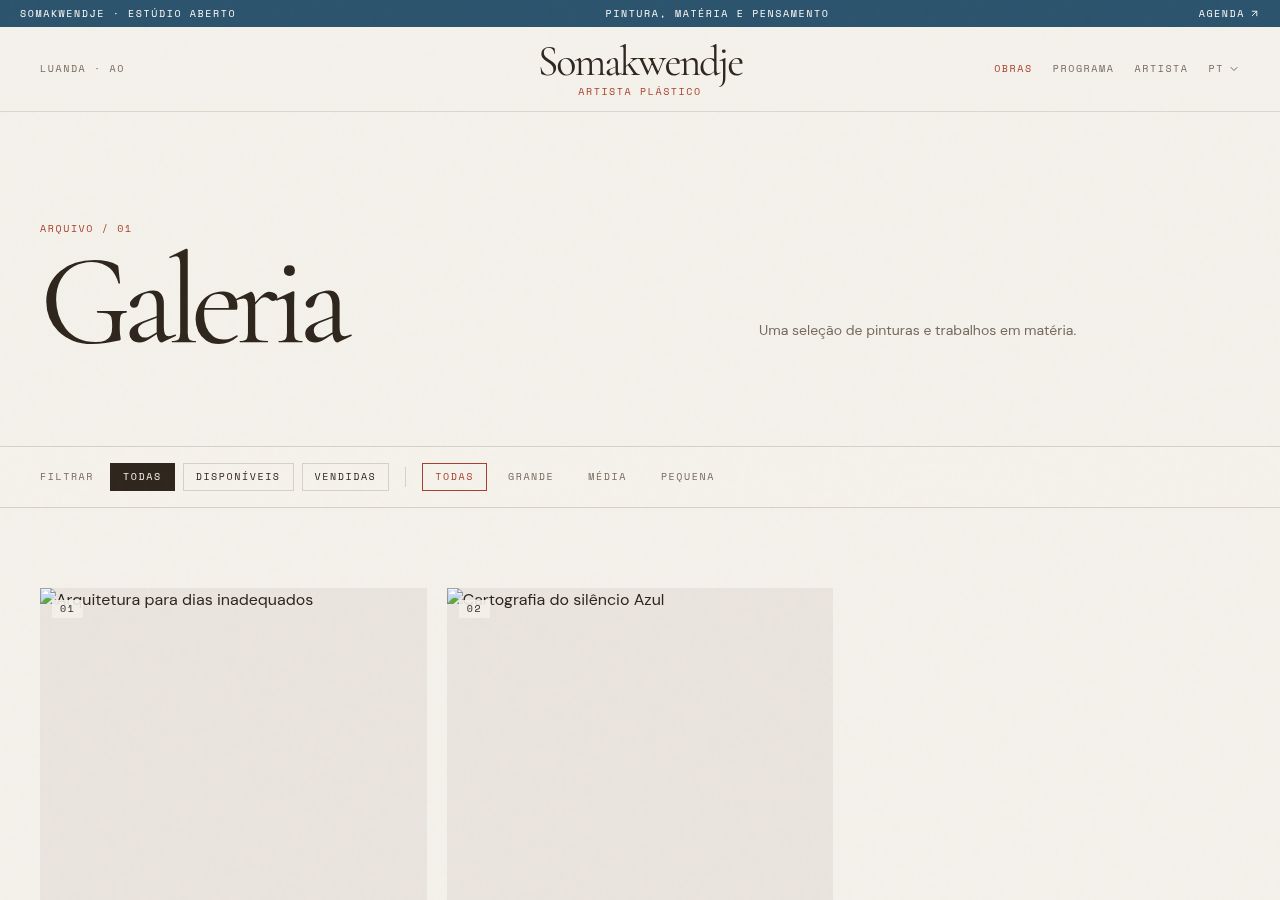 SOMAKWENDJE · ESTÚDIO ABERTO
PINTURA, MATÉRIA E PENSAMENTO
AGENDA
LUANDA · AO
Somakwendje
ARTISTA PLÁSTICO
OBRAS
PROGRAMA
ARTISTA
PT
ARQUIVO / 01
Galeria
Uma seleção de pinturas e trabalhos em matéria.
FILTRAR
TODAS
DISPONÍVEIS
VENDIDAS
TODAS
GRANDE
MÉDIA
PEQUENA
Arquitetura para dias inadequados
01
Cartografia do silêncio Azul
02